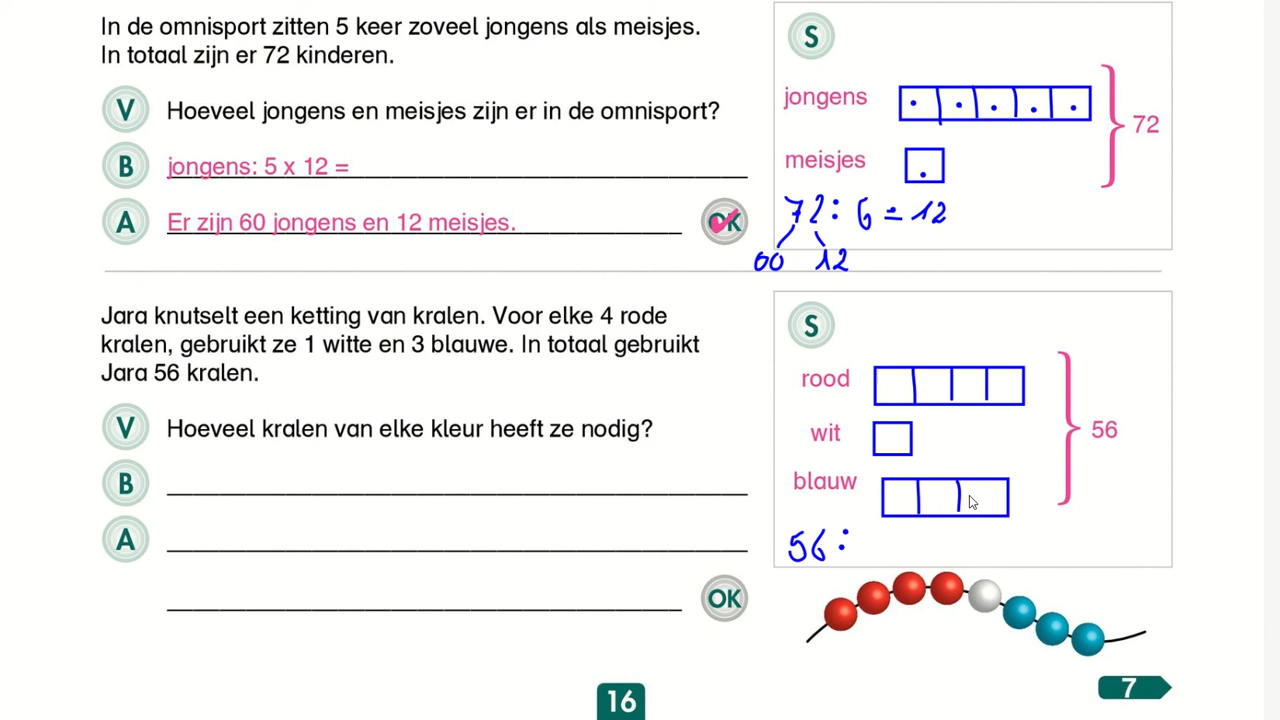 In de omnisport zitten 5 keer zoveel jongens als meisjes.
In totaal zijn er 72 kinderen.
V Hoeveel jongens en meisjes zijn er in de omnisport?
B jongens: 5 x 12 =
A Er zijn 60 jongens en 12 meisjes.
OK
S
jongens
72
meisjes
72 : 6 = 12
60 12
Jara knutselt een ketting van kralen. Voor elke 4 rode
kralen, gebruikt ze 1 witte en 3 blauwe. In totaal gebruikt
Jara 56 kralen.
V Hoeveel kralen van elke kleur heeft ze nodig?
B
A
OK
S
rood
wit
56
blauw
56 :
16
7